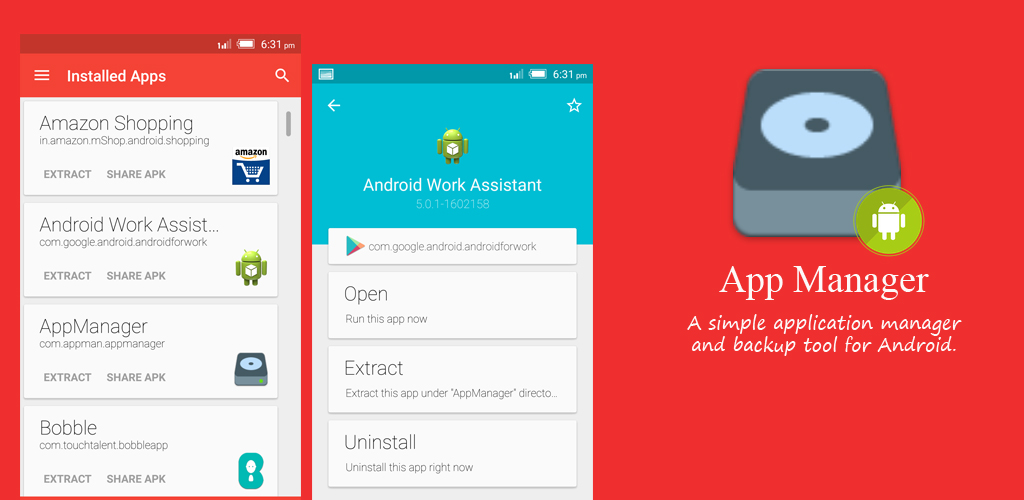 6:31 pm
Installed Apps
Amazon Shopping
in.amazon.mShop.android.shopping
amazon
EXTRACT SHARE APK
Android Work Assist...
com.google.android.androidforwork
EXTRACT SHARE APK
AppManager
com.appman.appmanager
EXTRACT SHARE APK
Bobble
com.touchtalent.bobbleapp
EXTRACT SHARE APK
6:31 pm
Android Work Assistant
5.0.1-1602158
com.google.android.androidforwork
Open
Run this app now
Extract
Extract this app under "AppManager" directo...
Uninstall
Uninstall this app right now
App Manager
A simple application manager
and backup tool for Android.